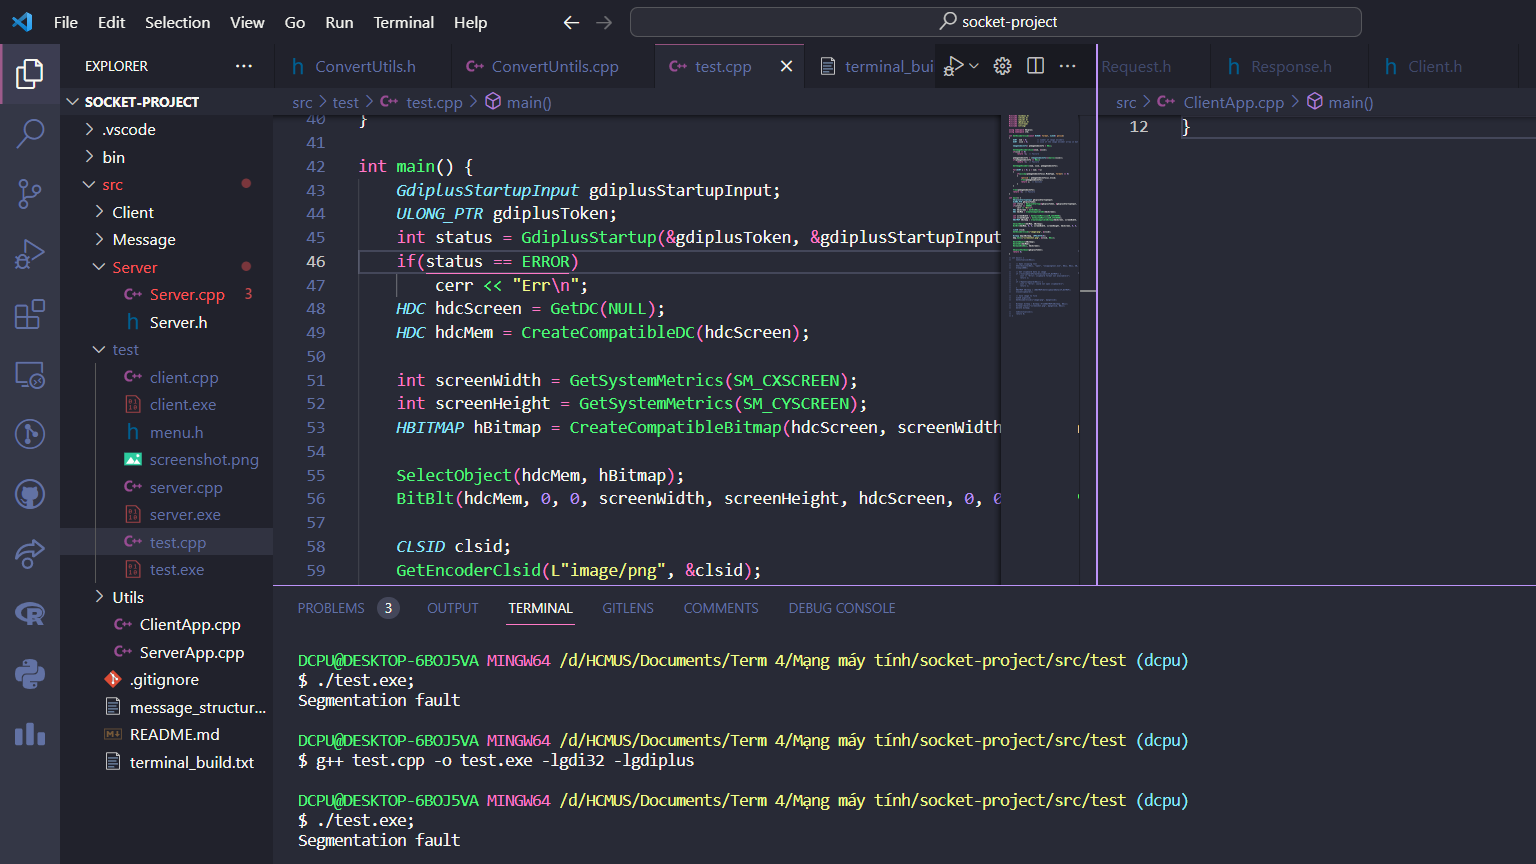 File Edit Selection View Go Run Terminal Help
socket-project
EXPLORER
SOCKET-PROJECT
.vscode
bin
src
Client
Message
Server
Server.cpp 3
Server.h
test
client.cpp
client.exe
menu.h
screenshot.png
server.cpp
server.exe
test.cpp
test.exe
Utils
ClientApp.cpp
ServerApp.cpp
.gitignore
message_structur...
README.md
terminal_build.txt
ConvertUtils.h
ConvertUntils.cpp
test.cpp
terminal_bui
Request.h
Response.h
Client.h
src > test > test.cpp > main()
40 }
41
42 int main() {
43 GdiplusStartupInput gdiplusStartupInput;
44 ULONG_PTR gdiplusToken;
45 int status = GdiplusStartup(&gdiplusToken, &gdiplusStartupInput
46 if(status == ERROR)
47 cerr << "Err\n";
48 HDC hdcScreen = GetDC(NULL);
49 HDC hdcMem = CreateCompatibleDC(hdcScreen);
50
51 int screenWidth = GetSystemMetrics(SM_CXSCREEN);
52 int screenHeight = GetSystemMetrics(SM_CYSCREEN);
53 HBITMAP hBitmap = CreateCompatibleBitmap(hdcScreen, screenWidth
54
55 SelectObject(hdcMem, hBitmap);
56 BitBlt(hdcMem, 0, 0, screenWidth, screenHeight, hdcScreen, 0, 0
57
58 CLSID clsid;
59 GetEncoderClsid(L"image/png", &clsid);
src > ClientApp.cpp > main()
12 }
PROBLEMS 3 OUTPUT TERMINAL GITLENS COMMENTS DEBUG CONSOLE
DCPU@DESKTOP-6BOJ5VA MINGW64 /d/HCMUS/Documents/Term 4/Mạng máy tính/socket-project/src/test (dcpu)
$ ./test.exe;
Segmentation fault
DCPU@DESKTOP-6BOJ5VA MINGW64 /d/HCMUS/Documents/Term 4/Mạng máy tính/socket-project/src/test (dcpu)
$ g++ test.cpp -o test.exe -lgdi32 -lgdiplus
DCPU@DESKTOP-6BOJ5VA MINGW64 /d/HCMUS/Documents/Term 4/Mạng máy tính/socket-project/src/test (dcpu)
$ ./test.exe;
Segmentation fault